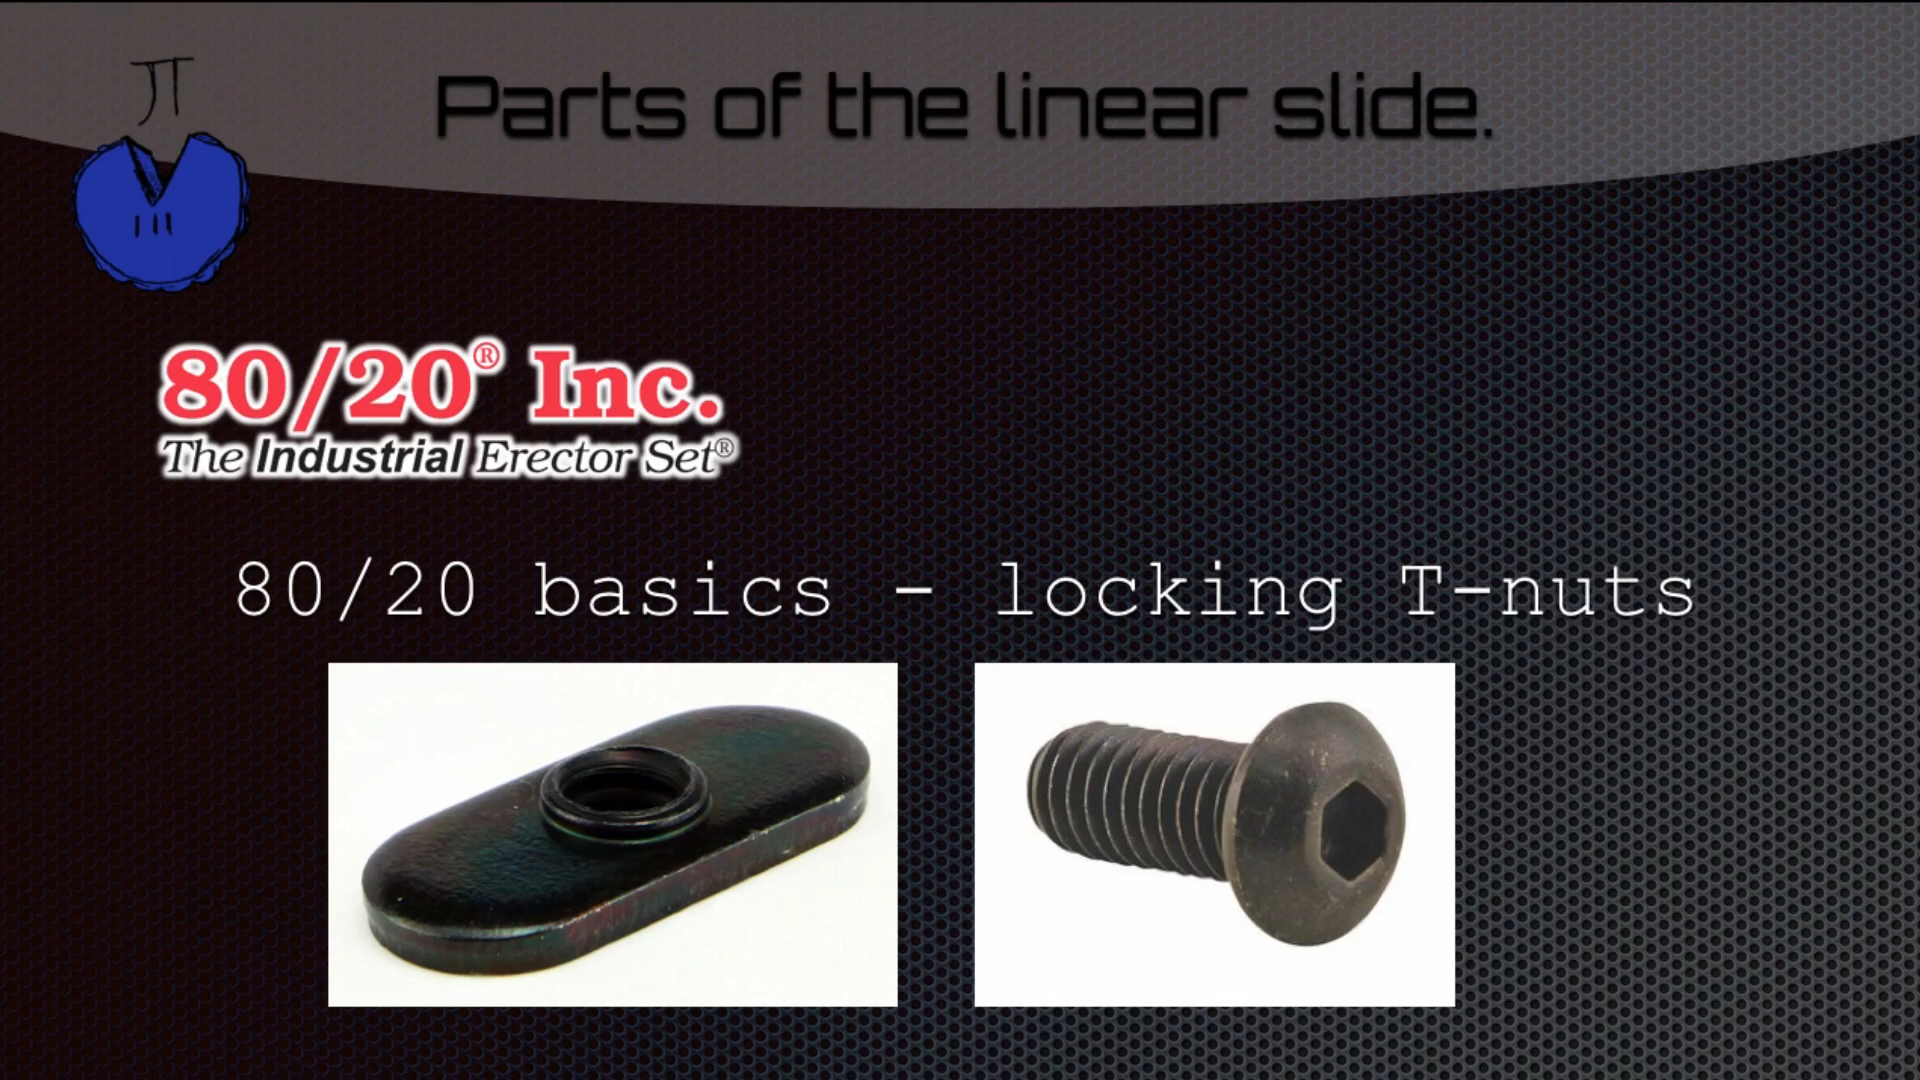 π
Parts of the linear slide.
80/20® Inc.
The Industrial Erector Set®
80/20 basics - locking T-nuts